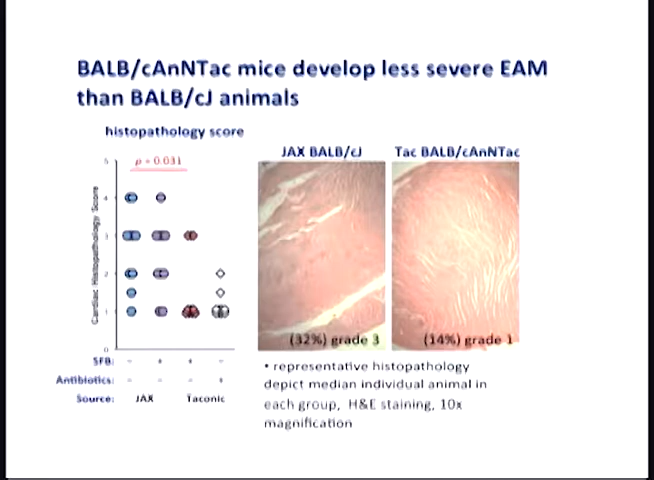 BALB/cAnNTac mice develop less severe EAM
than BALB/cJ animals
histopathology score
p = 0.031
Cardiac Histopathology Score
5
4
3
2
1
0
SFB: - + + -
Antibiotics: - - - +
Source: JAX Taconic
JAX BALB/cJ
Tac BALB/cAnNTac
(32%) grade 3
(14%) grade 1
• representative histopathology
depict median individual animal in
each group, H&E staining, 10x
magnification